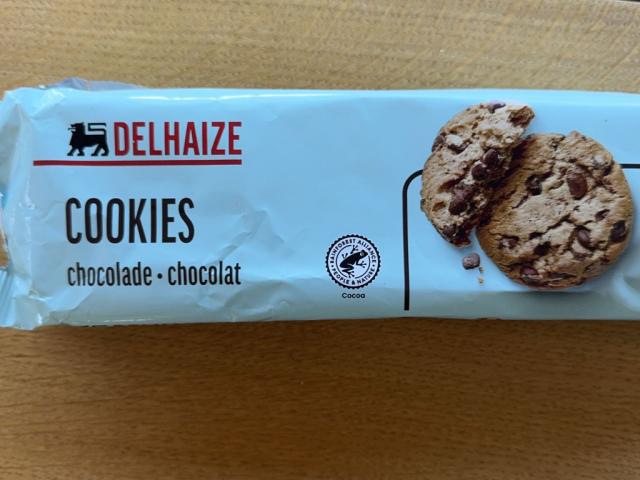 DELHAIZE
COOKIES
chocolade • chocolat
RAINFOREST ALLIANCE
PEOPLE & NATURE
Cocoa